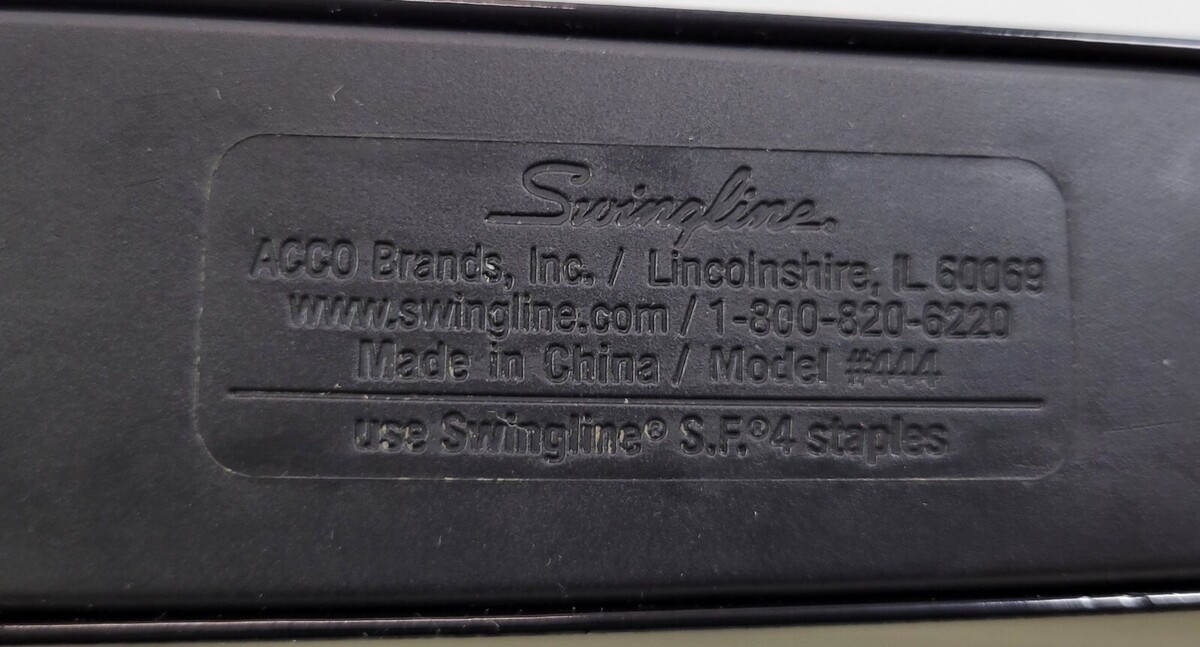 Swingline.
ACCO Brands, Inc. / Lincolnshire, IL 60069
www.swingline.com / 1-800-820-6220
Made in China / Model #444
use Swingline® S.F.®4 staples